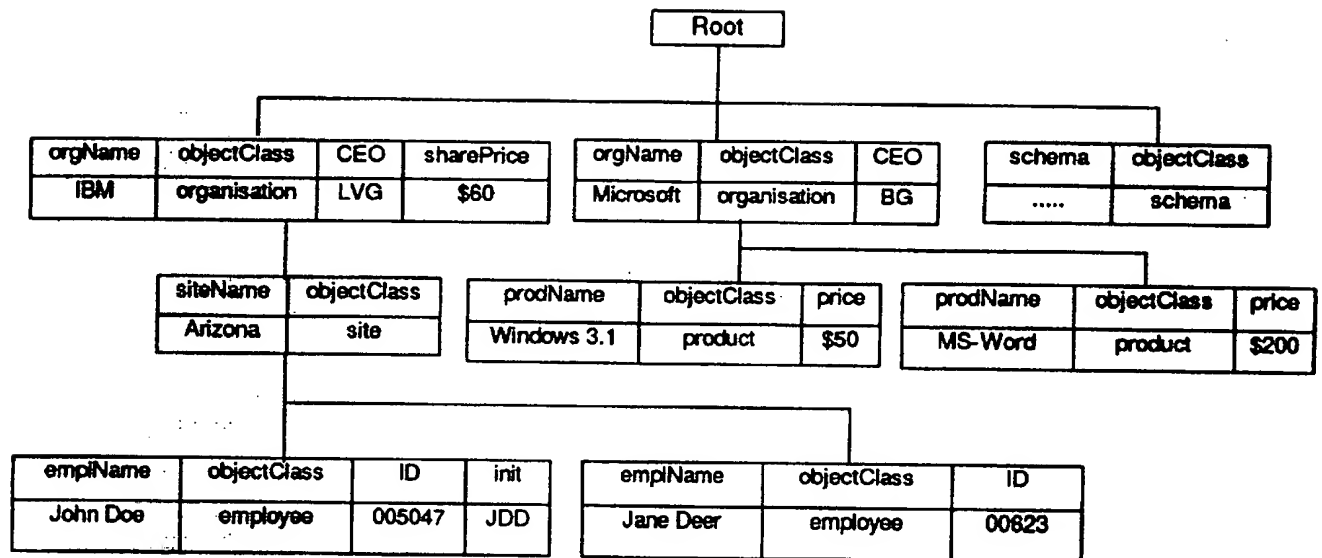 Root
orgName objectClass CEO sharePrice
IBM organisation LVG $60
orgName objectClass CEO
Microsoft organisation BG
schema objectClass
..... schema
siteName objectClass
Arizona site
prodName objectClass price
Windows 3.1 product $50
prodName objectClass price
MS-Word product $200
emplName objectClass ID init
John Doe employee 005047 JDD
emplName objectClass ID
Jane Deer employee 00623